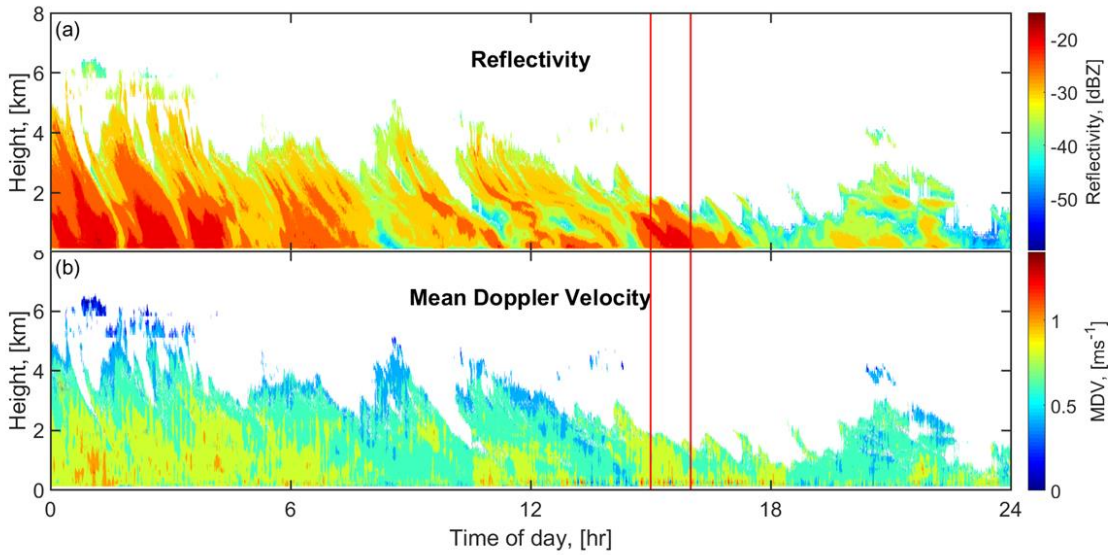 8
(a)
Reflectivity
6
4
2
0
Height, [km]
-20
-30
-40
-50
Reflectivity, [dBZ]
8
(b)
Mean Doppler Velocity
6
4
2
0
Height, [km]
1
0.5
0
MDV, [ms-1]
0 6 12 18 24
Time of day, [hr]